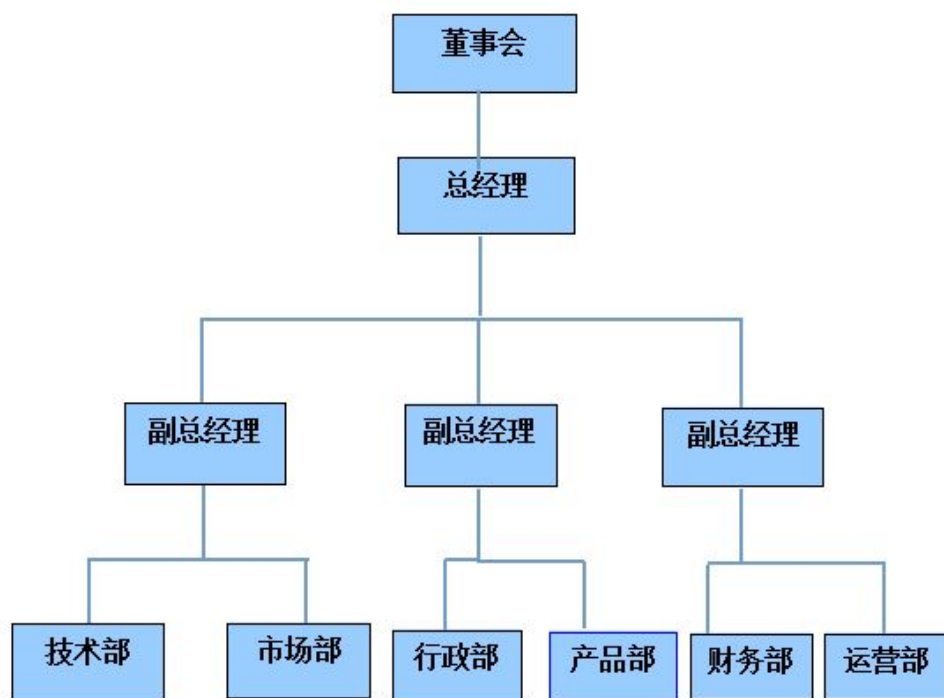 董事会
总经理
副总经理
副总经理
副总经理
技术部
市场部
行政部
产品部
财务部
运营部